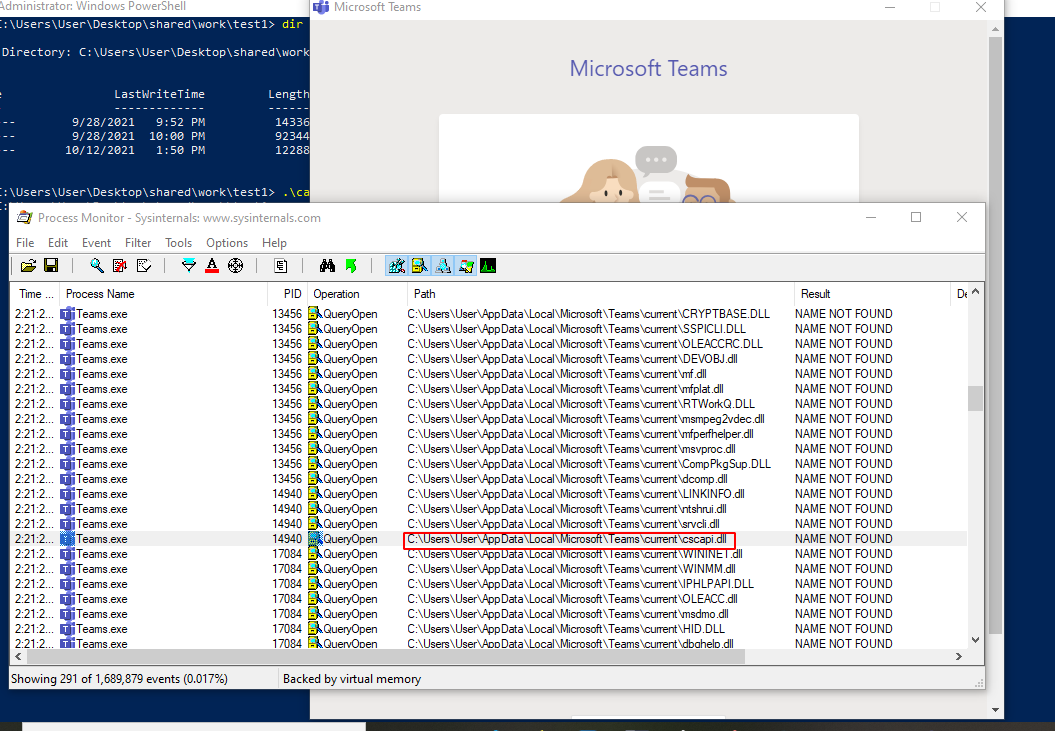 Administrator: Windows PowerShell
C:\Users\User\Desktop\shared\work\test1> dir
Directory: C:\Users\User\Desktop\shared\work
LastWriteTime Length
------------- ------
9/28/2021 9:52 PM 14336
9/28/2021 10:00 PM 92344
10/12/2021 1:50 PM 12288
:\Users\User\Desktop\shared\work\test1> .\ca
Microsoft Teams
Microsoft Teams
Process Monitor - Sysinternals: www.sysinternals.com
File Edit Event Filter Tools Options Help
Time ... Process Name PID Operation Path Result De
2:21:2... Teams.exe 13456 QueryOpen C:\Users\User\AppData\Local\Microsoft\Teams\current\CRYPTBASE.DLL NAME NOT FOUND
2:21:2... Teams.exe 13456 QueryOpen C:\Users\User\AppData\Local\Microsoft\Teams\current\SSPICLI.DLL NAME NOT FOUND
2:21:2... Teams.exe 13456 QueryOpen C:\Users\User\AppData\Local\Microsoft\Teams\current\OLEACCRC.DLL NAME NOT FOUND
2:21:2... Teams.exe 13456 QueryOpen C:\Users\User\AppData\Local\Microsoft\Teams\current\DEVOBJ.dll NAME NOT FOUND
2:21:2... Teams.exe 13456 QueryOpen C:\Users\User\AppData\Local\Microsoft\Teams\current\mf.dll NAME NOT FOUND
2:21:2... Teams.exe 13456 QueryOpen C:\Users\User\AppData\Local\Microsoft\Teams\current\mfplat.dll NAME NOT FOUND
2:21:2... Teams.exe 13456 QueryOpen C:\Users\User\AppData\Local\Microsoft\Teams\current\RTWorkQ.DLL NAME NOT FOUND
2:21:2... Teams.exe 13456 QueryOpen C:\Users\User\AppData\Local\Microsoft\Teams\current\msmpeg2vdec.dll NAME NOT FOUND
2:21:2... Teams.exe 13456 QueryOpen C:\Users\User\AppData\Local\Microsoft\Teams\current\mfperfhelper.dll NAME NOT FOUND
2:21:2... Teams.exe 13456 QueryOpen C:\Users\User\AppData\Local\Microsoft\Teams\current\msvproc.dll NAME NOT FOUND
2:21:2... Teams.exe 13456 QueryOpen C:\Users\User\AppData\Local\Microsoft\Teams\current\CompPkgSup.DLL NAME NOT FOUND
2:21:2... Teams.exe 13456 QueryOpen C:\Users\User\AppData\Local\Microsoft\Teams\current\dcomp.dll NAME NOT FOUND
2:21:2... Teams.exe 14940 QueryOpen C:\Users\User\AppData\Local\Microsoft\Teams\current\LINKINFO.dll NAME NOT FOUND
2:21:2... Teams.exe 14940 QueryOpen C:\Users\User\AppData\Local\Microsoft\Teams\current\ntshrui.dll NAME NOT FOUND
2:21:2... Teams.exe 14940 QueryOpen C:\Users\User\AppData\Local\Microsoft\Teams\current\srvcli.dll NAME NOT FOUND
2:21:2... Teams.exe 14940 QueryOpen C:\Users\User\AppData\Local\Microsoft\Teams\current\cscapi.dll NAME NOT FOUND
2:21:2... Teams.exe 17084 QueryOpen C:\Users\User\AppData\Local\Microsoft\Teams\current\WININET.dll NAME NOT FOUND
2:21:2... Teams.exe 17084 QueryOpen C:\Users\User\AppData\Local\Microsoft\Teams\current\WINMM.dll NAME NOT FOUND
2:21:2... Teams.exe 17084 QueryOpen C:\Users\User\AppData\Local\Microsoft\Teams\current\IPHLPAPI.DLL NAME NOT FOUND
2:21:2... Teams.exe 17084 QueryOpen C:\Users\User\AppData\Local\Microsoft\Teams\current\OLEACC.dll NAME NOT FOUND
2:21:2... Teams.exe 17084 QueryOpen C:\Users\User\AppData\Local\Microsoft\Teams\current\msdmo.dll NAME NOT FOUND
2:21:2... Teams.exe 17084 QueryOpen C:\Users\User\AppData\Local\Microsoft\Teams\current\HID.DLL NAME NOT FOUND
2:21:2... Teams.exe 17084 QueryOpen C:\Users\User\AppData\Local\Microsoft\Teams\current\dbghelp.dll NAME NOT FOUND
Showing 291 of 1,689,879 events (0.017%) Backed by virtual memory